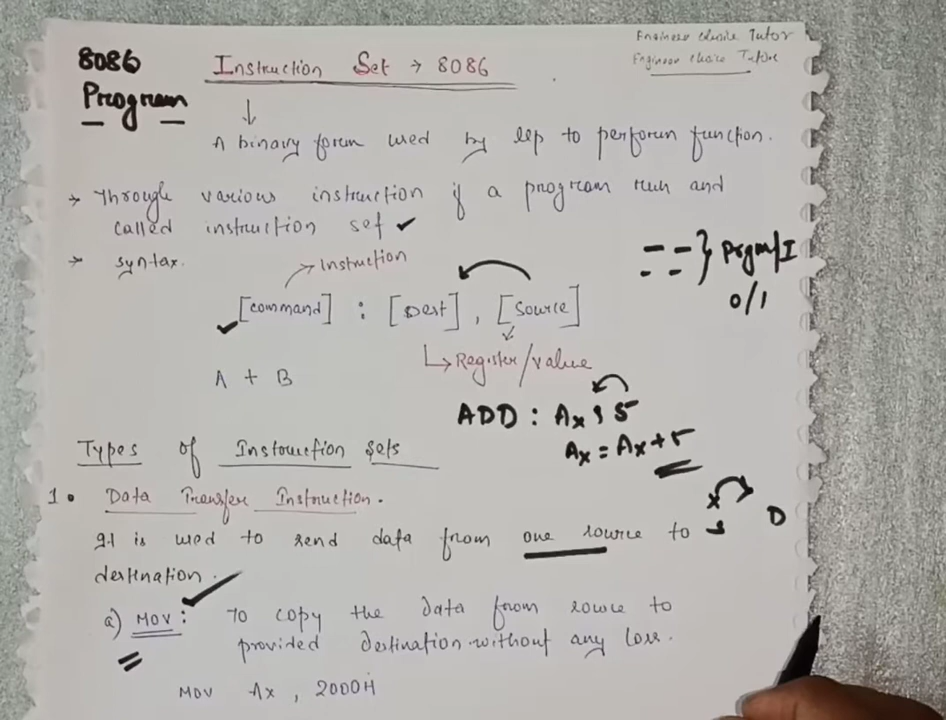 Engineer choice Tutor
Engineer choice Tutor
8086
Program
Instruction Set → 8086
↓
A binary form used by up to perform function.
→ Through various instruction if a program run and
called instruction set ✓
→ syntax.
→ Instruction
[command] : [Dest], [Source]
↳ Register/value
} Prgm/I
0/1
A + B
ADD : Ax, 5
Ax = Ax + 5
Types of Instruction Sets
1. Data Transfer Instruction.
It is used to send data from one source to
S D
destination.
a) MOV : To copy the data from source to
provided destination without any loss.
MOV Ax, 2000H